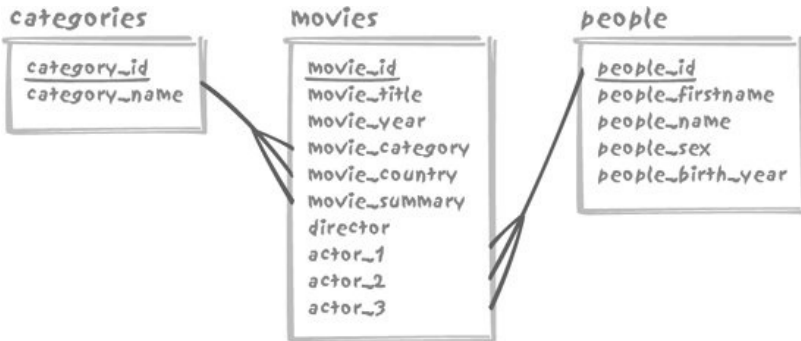 categories
category_id
category_name
movies
movie_id
movie_title
movie_year
movie_category
movie_country
movie_summary
director
actor_1
actor_2
actor_3
people
people_id
people_firstname
people_name
people_sex
people_birth_year